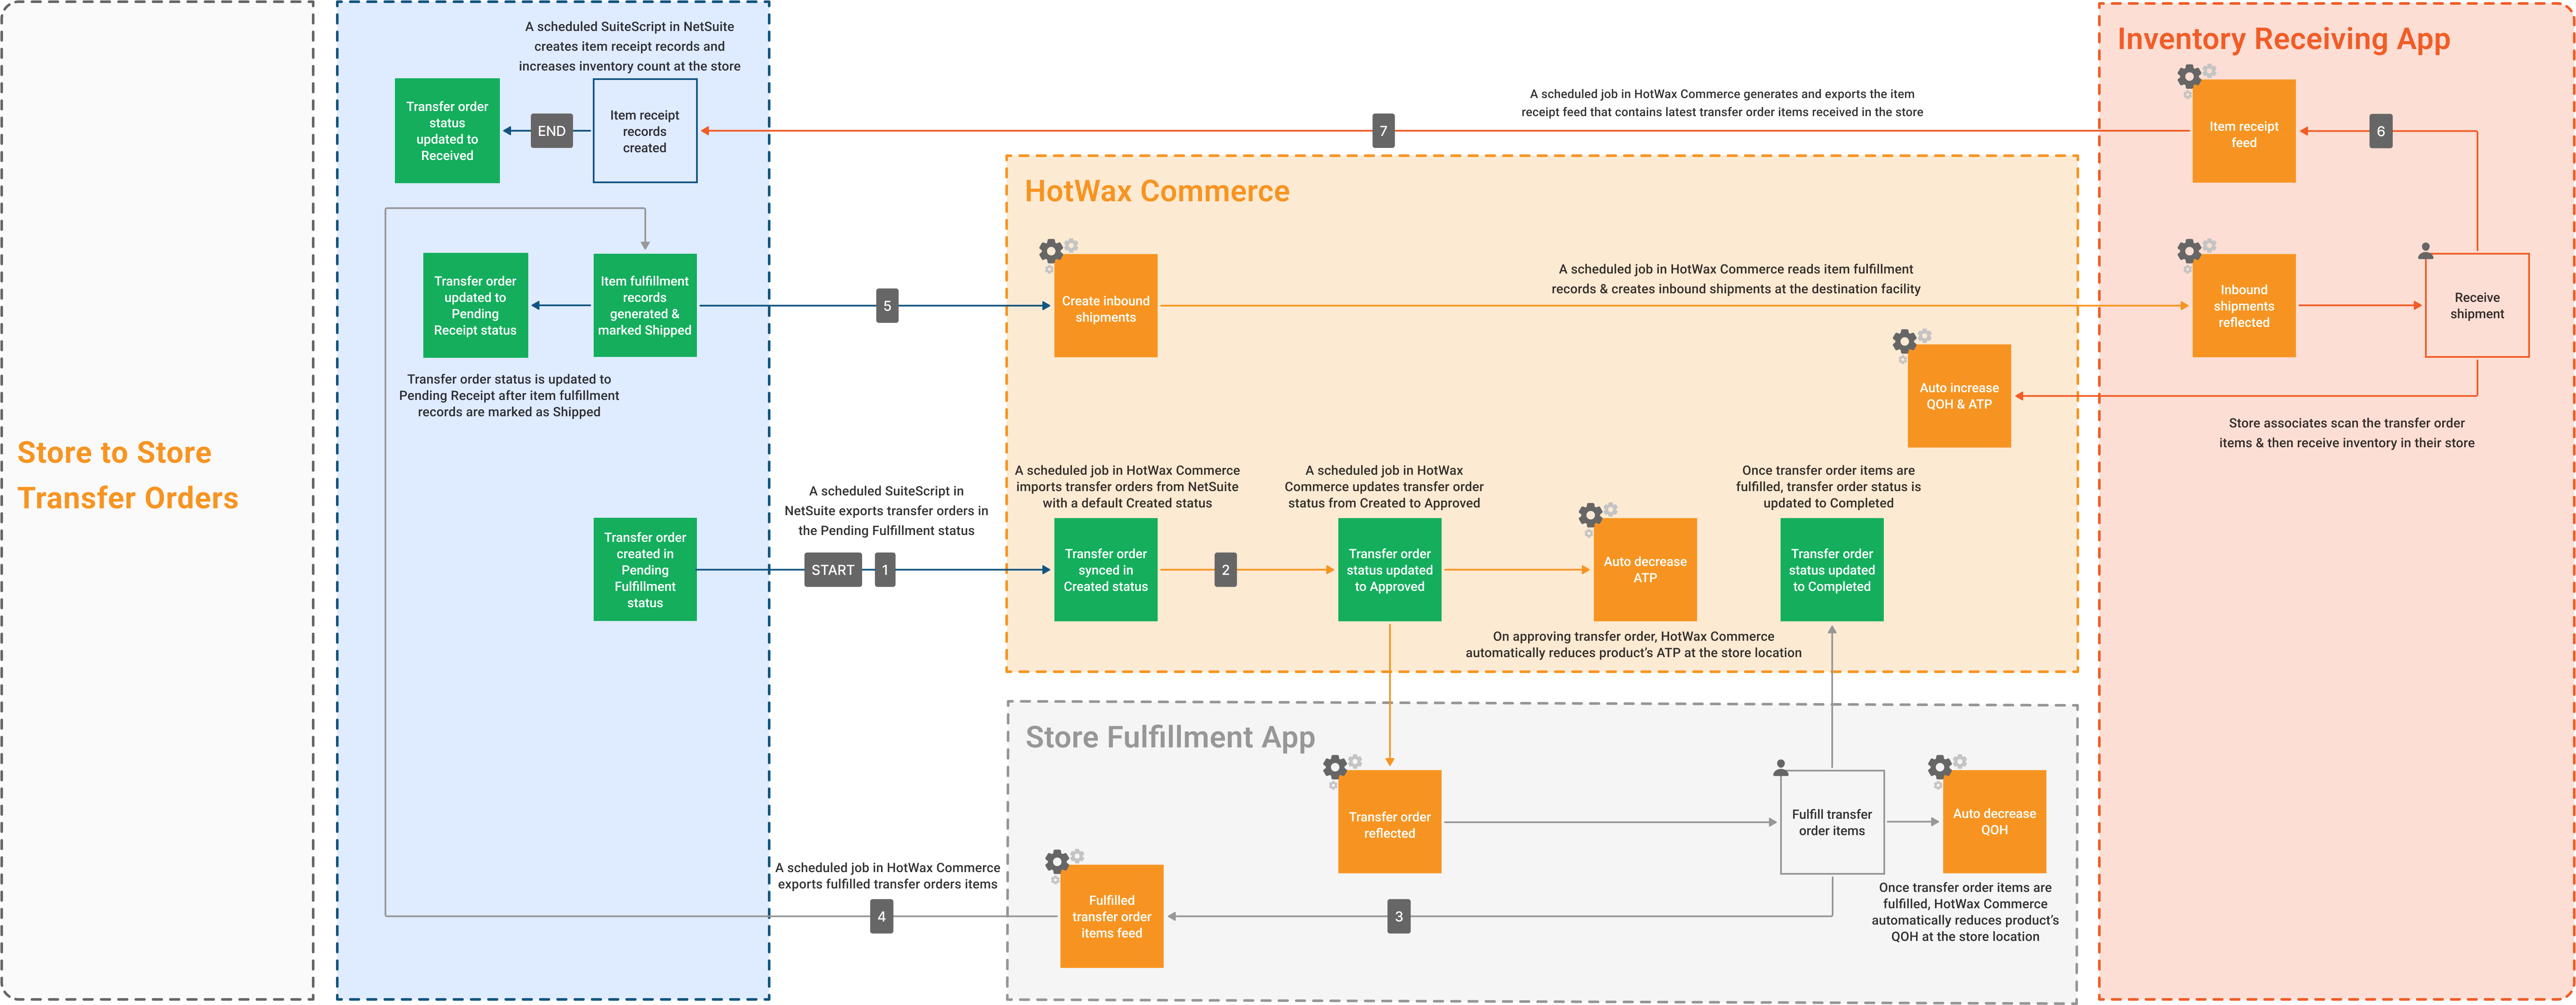 Store to Store
Transfer Orders
A scheduled SuiteScript in NetSuite
creates item receipt records and
increases inventory count at the store
Transfer order
status
updated to
Received
END
Item receipt
records
created
7
A scheduled job in HotWax Commerce generates and exports the item
receipt feed that contains latest transfer order items received in the store
Inventory Receiving App
Item receipt
feed
6
HotWax Commerce
Transfer order
updated to
Pending
Receipt status
Item fulfillment
records
generated &
marked Shipped
Transfer order status is updated to
Pending Receipt after item fulfillment
records are marked as Shipped
5
Create inbound
shipments
A scheduled job in HotWax Commerce reads item fulfillment
records & creates inbound shipments at the destination facility
Inbound
shipments
reflected
Receive
shipment
Auto increase
QOH & ATP
Store associates scan the transfer order
items & then receive inventory in their store
Transfer order
created in
Pending
Fulfillment
status
A scheduled SuiteScript in
NetSuite exports transfer orders in
the Pending Fulfillment status
START
1
A scheduled job in HotWax Commerce
imports transfer orders from NetSuite
with a default Created status
Transfer order
synced in
Created status
2
A scheduled job in HotWax
Commerce updates transfer order
status from Created to Approved
Transfer order
status updated
to Approved
Auto decrease
ATP
On approving transfer order, HotWax Commerce
automatically reduces product's ATP at the store location
Once transfer order items are
fulfilled, transfer order status is
updated to Completed
Transfer order
status updated
to Completed
Store Fulfillment App
Transfer order
reflected
Fulfill transfer
order items
Auto decrease
QOH
Once transfer order items are
fulfilled, HotWax Commerce
automatically reduces product's
QOH at the store location
3
Fulfilled
transfer order
items feed
A scheduled job in HotWax Commerce
exports fulfilled transfer orders items
4